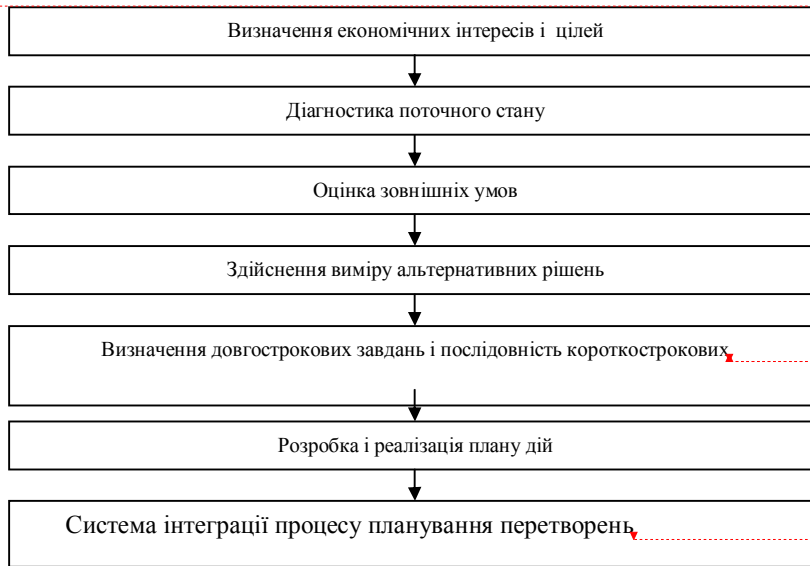 Визначення економічних інтересів і цілей
Діагностика поточного стану
Оцінка зовнішніх умов
Здійснення виміру альтернативних рішень
Визначення довгострокових завдань і послідовність короткострокових
Розробка і реалізація плану дій
Система інтеграції процесу планування перетворень